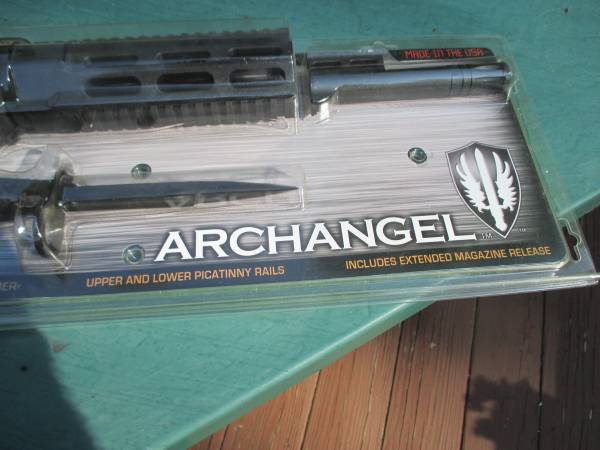 MADE IN THE USA
ARCHANGEL TM
UPPER AND LOWER PICATINNY RAILS
INCLUDES EXTENDED MAGAZINE RELEASE